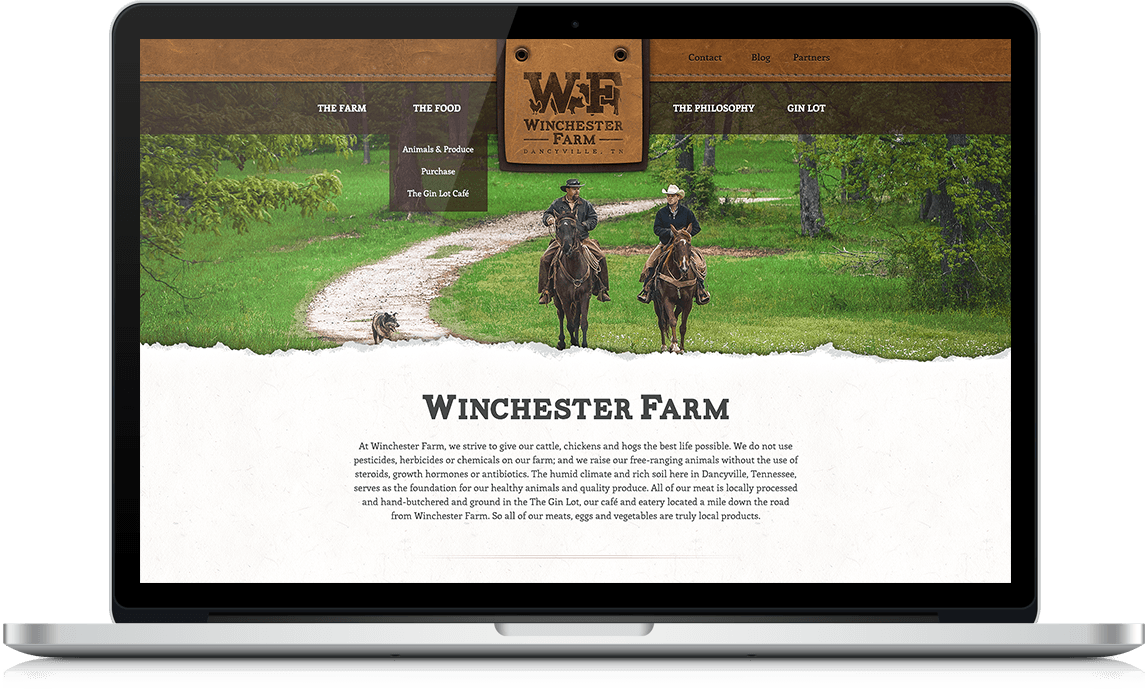 Contact Blog Partners
THE FARM THE FOOD THE PHILOSOPHY GIN LOT
WF
WINCHESTER
FARM
DANCYVILLE, TN
Animals & Produce
Purchase
The Gin Lot Café
WINCHESTER FARM
At Winchester Farm, we strive to give our cattle, chickens and hogs the best life possible. We do not use
pesticides, herbicides or chemicals on our farm; and we raise our free-ranging animals without the use of
steroids, growth hormones or antibiotics. The humid climate and rich soil here in Dancyville, Tennessee,
serves as the foundation for our healthy animals and quality produce. All of our meat is locally processed
and hand-butchered and ground in the The Gin Lot, our café and eatery located a mile down the road
from Winchester Farm. So all of our meats, eggs and vegetables are truly local products.